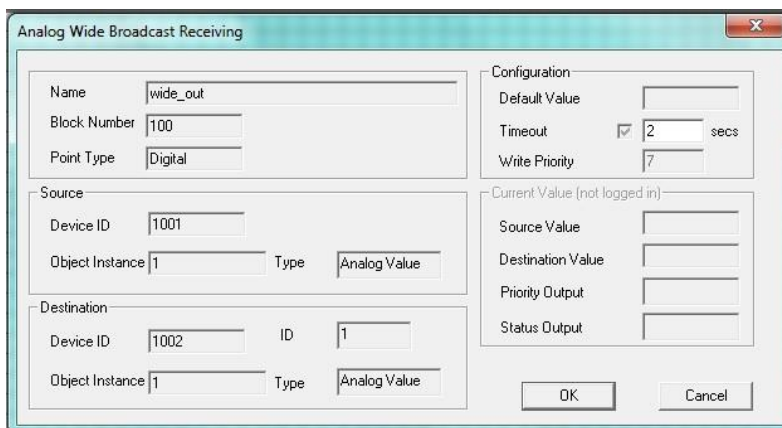 Analog Wide Broadcast Receiving
Name wide_out
Block Number 100
Point Type Digital
Source
Device ID 1001
Object Instance 1 Type Analog Value
Destination
Device ID 1002 ID 1
Object Instance 1 Type Analog Value
Configuration
Default Value
Timeout 2 secs
Write Priority 7
Current Value (not logged in)
Source Value
Destination Value
Priority Output
Status Output
OK Cancel